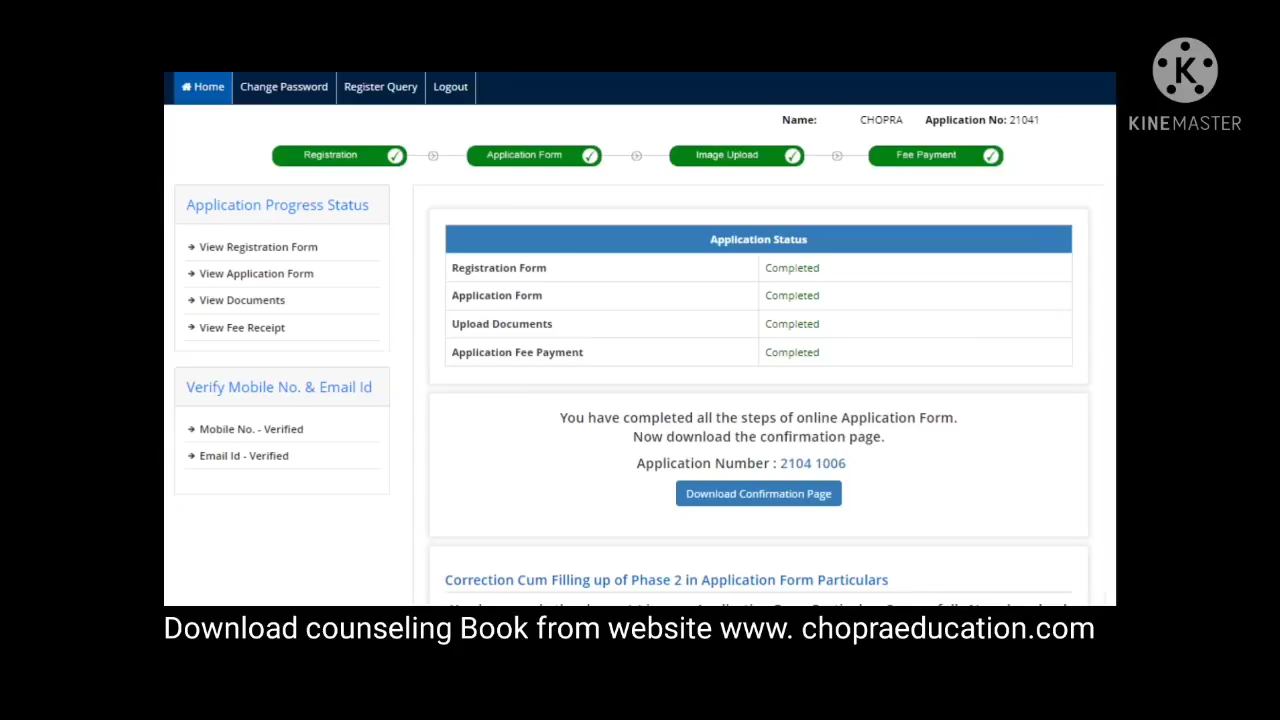 Home Change Password Register Query Logout
K
KINEMASTER
Name: CHOPRA Application No: 21041
Registration Application Form Image Upload Fee Payment
Application Progress Status
View Registration Form
View Application Form
View Documents
View Fee Receipt
Verify Mobile No. & Email Id
Mobile No. - Verified
Email Id - Verified
Application Status
Registration Form Completed
Application Form Completed
Upload Documents Completed
Application Fee Payment Completed
You have completed all the steps of online Application Form.
Now download the confirmation page.
Application Number : 2104 1006
Download Confirmation Page
Correction Cum Filling up of Phase 2 in Application Form Particulars
Download counseling Book from website www. chopraeducation.com